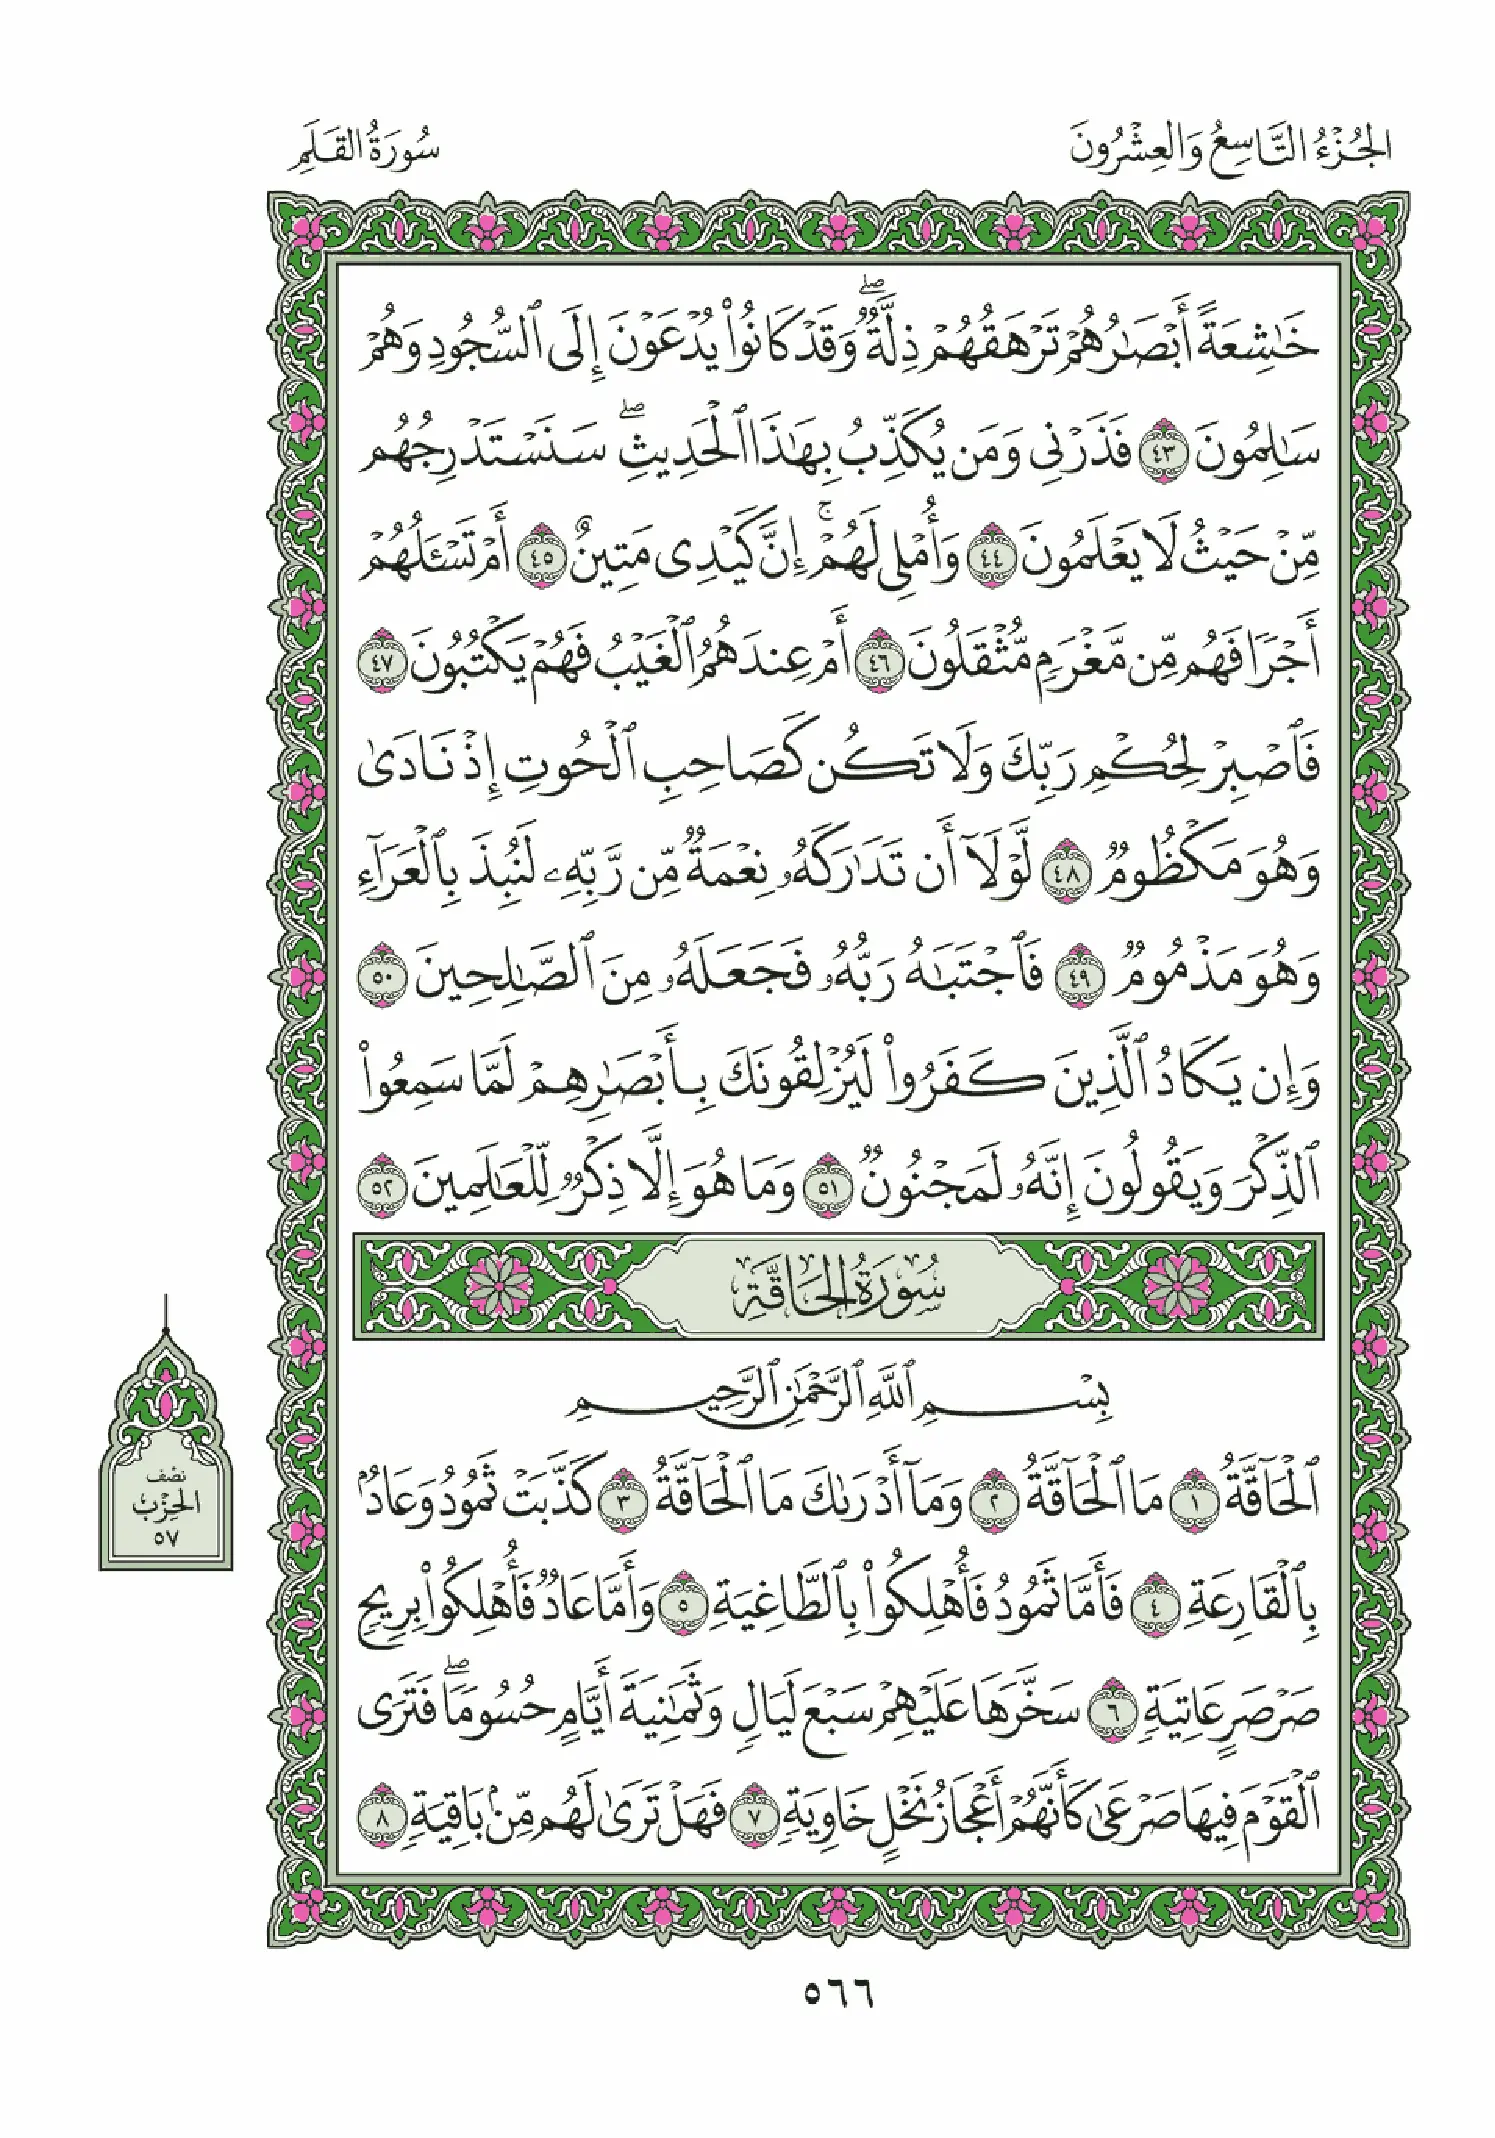 الجُزْءُ التَّاسِعُ وَالعِشْرُونَ
سُورَةُ القَلَمِ
خَٰشِعَةً أَبۡصَٰرُهُمۡ تَرۡهَقُهُمۡ ذِلَّةٞۖ وَقَدۡ كَانُواْ يُدۡعَوۡنَ إِلَى ٱلسُّجُودِ وَهُمۡ
سَٰلِمُونَ ٤٣ فَذَرۡنِي وَمَن يُكَذِّبُ بِهَٰذَا ٱلۡحَدِيثِۖ سَنَسۡتَدۡرِجُهُم
مِّنۡ حَيۡثُ لَا يَعۡلَمُونَ ٤٤ وَأُمۡلِي لَهُمۡۚ إِنَّ كَيۡدِي مَتِينٌ ٤٥ أَمۡ تَسۡـَٔلُهُمۡ
أَجۡرٗا فَهُم مِّن مَّغۡرَمٖ مُّثۡقَلُونَ ٤٦ أَمۡ عِندَهُمُ ٱلۡغَيۡبُ فَهُمۡ يَكۡتُبُونَ ٤٧
فَٱصۡبِرۡ لِحُكۡمِ رَبِّكَ وَلَا تَكُن كَصَاحِبِ ٱلۡحُوتِ إِذۡ نَادَىٰ
وَهُوَ مَكۡظُومٞ ٤٨ لَّوۡلَآ أَن تَدَٰرَكَهُۥ نِعۡمَةٞ مِّن رَّبِّهِۦ لَنُبِذَ بِٱلۡعَرَآءِ
وَهُوَ مَذۡمُومٞ ٤٩ فَٱجۡتَبَٰهُ رَبُّهُۥ فَجَعَلَهُۥ مِنَ ٱلصَّٰلِحِينَ ٥٠
وَإِن يَكَادُ ٱلَّذِينَ كَفَرُواْ لَيُزۡلِقُونَكَ بِأَبۡصَٰرِهِمۡ لَمَّا سَمِعُواْ
ٱلذِّكۡرَ وَيَقُولُونَ إِنَّهُۥ لَمَجۡنُونٞ ٥١ وَمَا هُوَ إِلَّا ذِكۡرٞ لِّلۡعَٰلَمِينَ ٥٢
سُورَةُ الحَاقَّةِ
بِسۡمِ ٱللَّهِ ٱلرَّحۡمَٰنِ ٱلرَّحِيمِ
ٱلۡحَآقَّةُ ١ مَا ٱلۡحَآقَّةُ ٢ وَمَآ أَدۡرَىٰكَ مَا ٱلۡحَآقَّةُ ٣ كَذَّبَتۡ ثَمُودُ وَعَادُۢ
بِٱلۡقَارِعَةِ ٤ فَأَمَّا ثَمُودُ فَأُهۡلِكُواْ بِٱلطَّاغِيَةِ ٥ وَأَمَّا عَادٞ فَأُهۡلِكُواْ بِرِيحٖ
صَرۡصَرٍ عَاتِيَةٖ ٦ سَخَّرَهَا عَلَيۡهِمۡ سَبۡعَ لَيَالٖ وَثَمَٰنِيَةَ أَيَّامٍ حُسُومٗاۖ فَتَرَى
ٱلۡقَوۡمَ فِيهَا صَرۡعَىٰ كَأَنَّهُمۡ أَعۡجَازُ نَخۡلٍ خَاوِيَةٖ ٧ فَهَلۡ تَرَىٰ لَهُم مِّنۢ بَاقِيَةٖ ٨
نصۡف
الحِزۡب
٥٧
٥٦٦